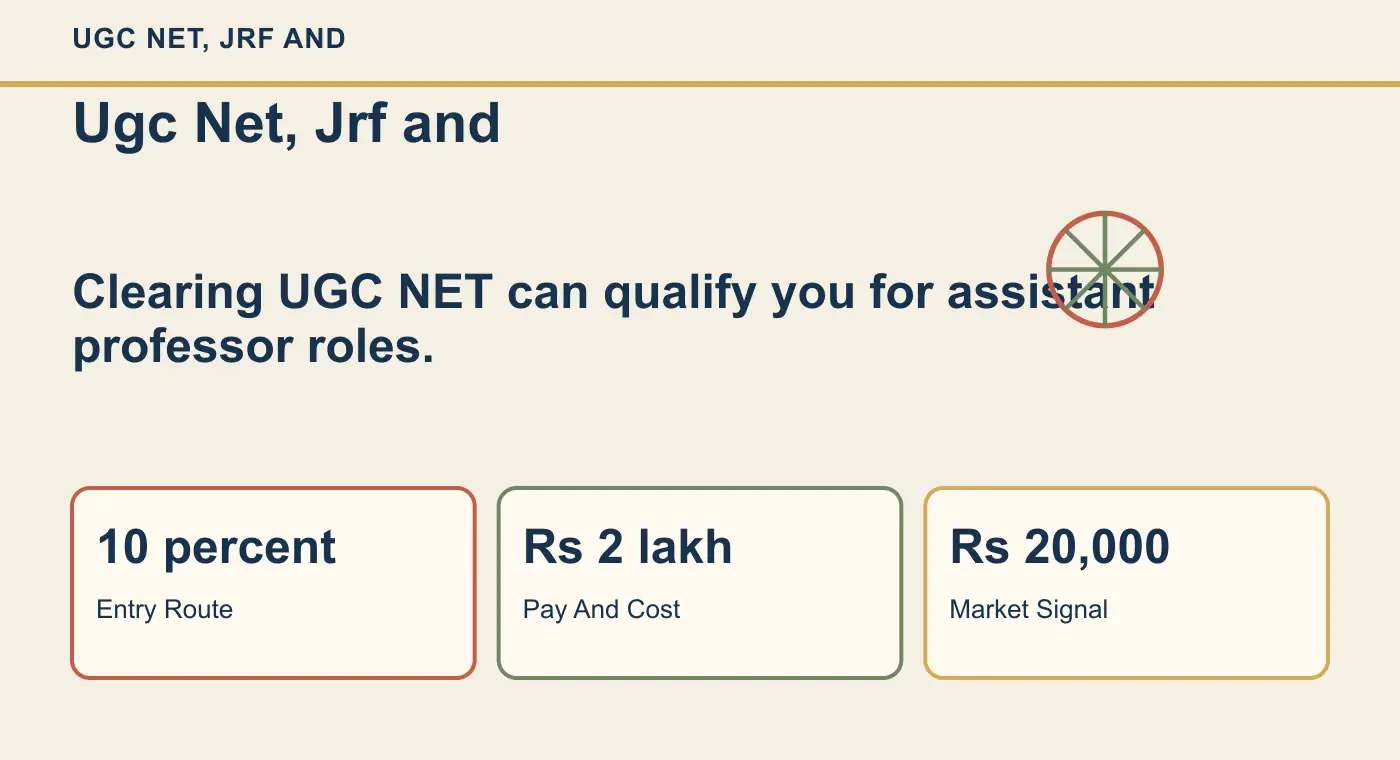 UGC NET, JRF AND
Ugc Net, Jrf and
Clearing UGC NET can qualify you for assistant
professor roles.
10 percent
Entry Route
Rs 2 lakh
Pay And Cost
Rs 20,000
Market Signal